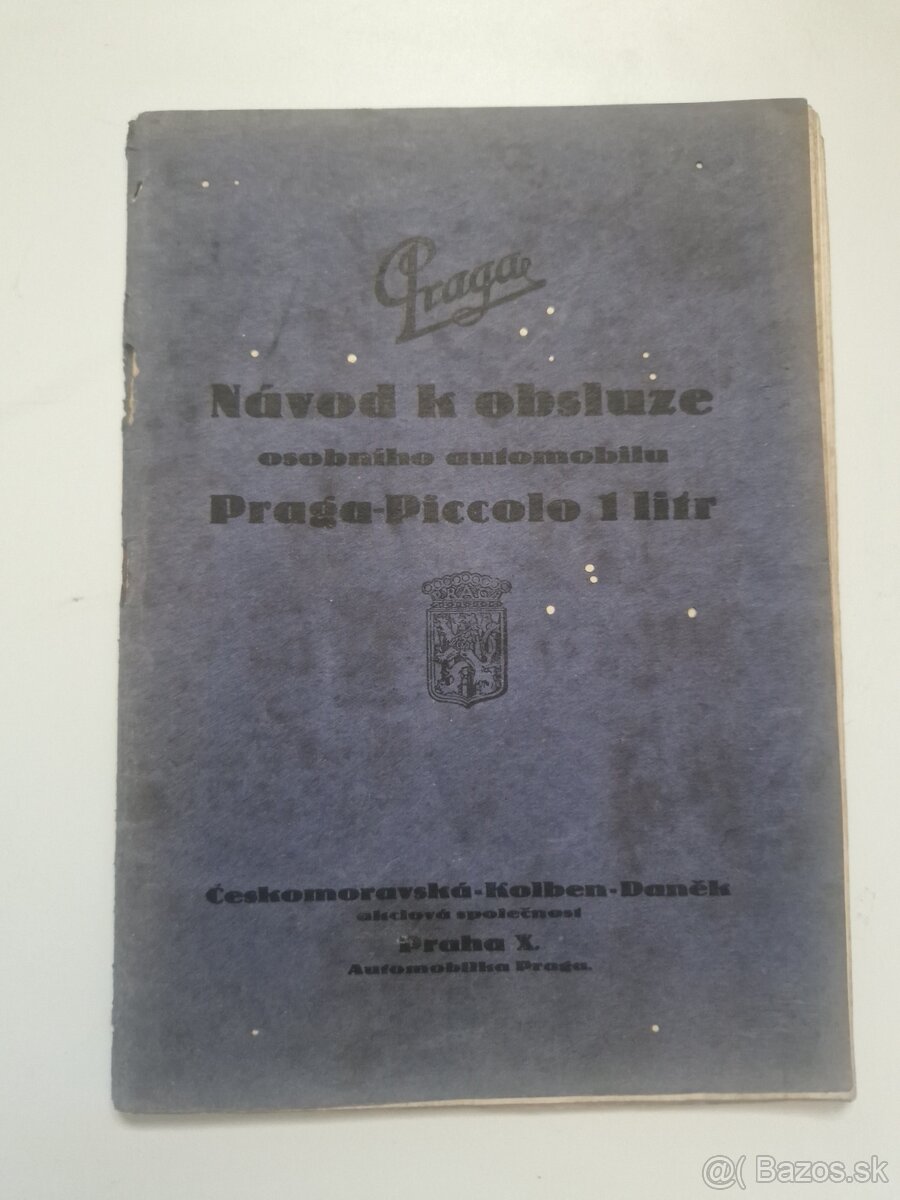 Praga
Návod k obsluze
osobního automobilu
Praga-Piccolo 1 litr
PRAGA
Českomoravská-Kolben-Daněk
akciová společnost
Praha X.
Automobilka Praga.
@( Bazos.sk